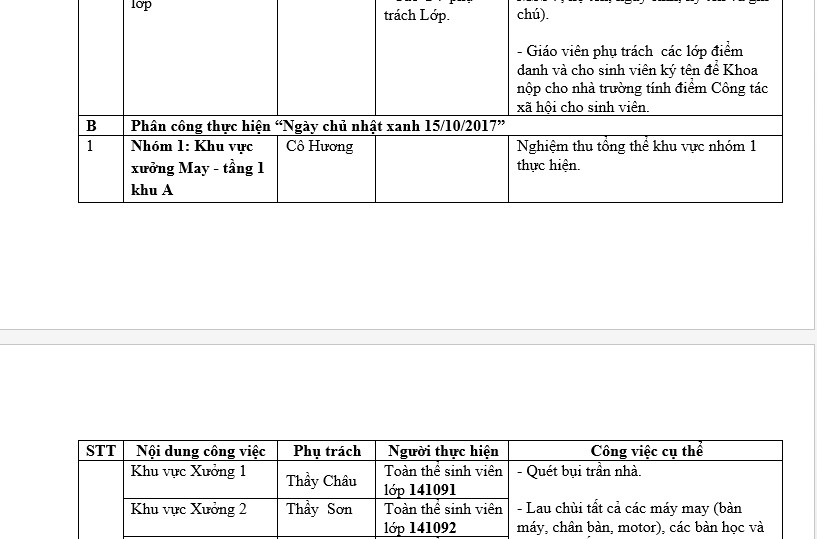 lớp
trách Lớp.
chú).
- Giáo viên phụ trách các lớp điểm
danh và cho sinh viên ký tên để Khoa
nộp cho nhà trường tính điểm Công tác
xã hội cho sinh viên.
B Phân công thực hiện “Ngày chủ nhật xanh 15/10/2017”
1 Nhóm 1: Khu vực
xưởng May - tầng 1
khu A
Cô Hương
Nghiệm thu tổng thể khu vực nhóm 1
thực hiện.
STT Nội dung công việc Phụ trách Người thực hiện Công việc cụ thể
Khu vực Xưởng 1
Thầy Châu
Toàn thể sinh viên
lớp 141091
- Quét bụi trần nhà.
Khu vực Xưởng 2
Thầy Sơn
Toàn thể sinh viên
lớp 141092
- Lau chùi tất cả các máy may (bàn
máy, chân bàn, motor), các bàn học và